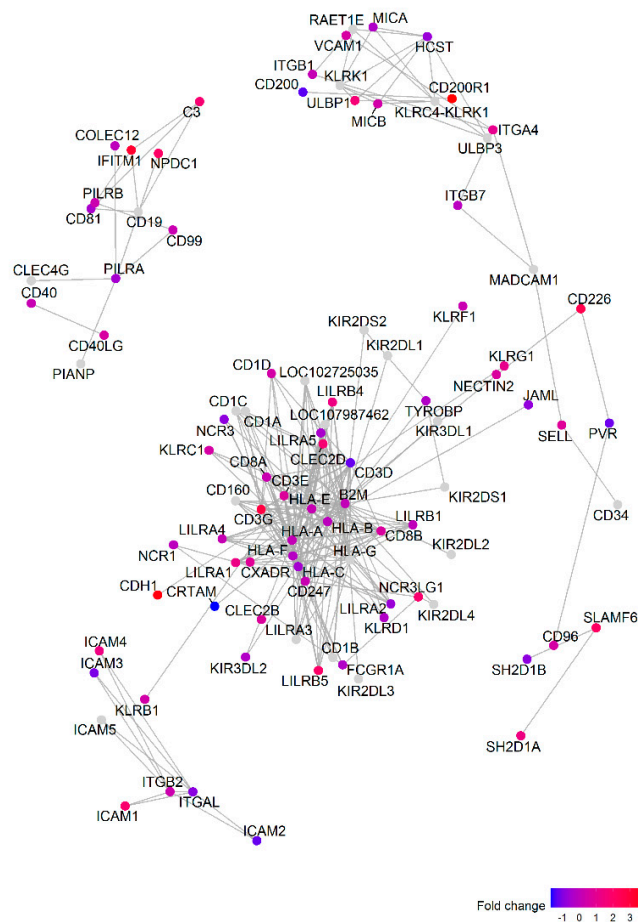 RAET1E MICA
VCAM1 HCST
ITGB1 KLRK1
CD200 CD200R1
ULBP1
MICB KLRC4-KLRK1
ITGA4
ULBP3
C3
COLEC12
IFITM1 NPDC1
PILRB
CD81 CD19
CD99
ITGB7
CLEC4G PILRA
CD40
MADCAM1
CD226
CD40LG
PIANP
KIR2DS2 KLRF1
KIR2DL1
CD1D LOC102725035 KLRG1
LILRB4 NECTIN2
CD1C LOC107987462 TYROBP JAML
NCR3 CD1A KIR3DL1 SELL PVR
LILRA5
KLRC1 CLEC2D
CD8A CD3E CD3D
CD160 HLA-E B2M KIR2DS1
CD3G CD34
LILRA4 HLA-A HLA-B LILRB1
CD8B
NCR1 HLA-F HLA-G KIR2DL2
LILRA1 CXADR HLA-C
CDH1 CRTAM CD247 NCR3LG1
CLEC2B LILRA2 KIR2DL4
LILRA3 KLRD1 SLAMF6
ICAM4 CD1B CD96
ICAM3 KIR3DL2 FCGR1A SH2D1B
LILRB5 KIR2DL3
KLRB1
ICAM5
SH2D1A
ITGB2
ITGAL
ICAM1
ICAM2
Fold change
-1 0 1 2 3